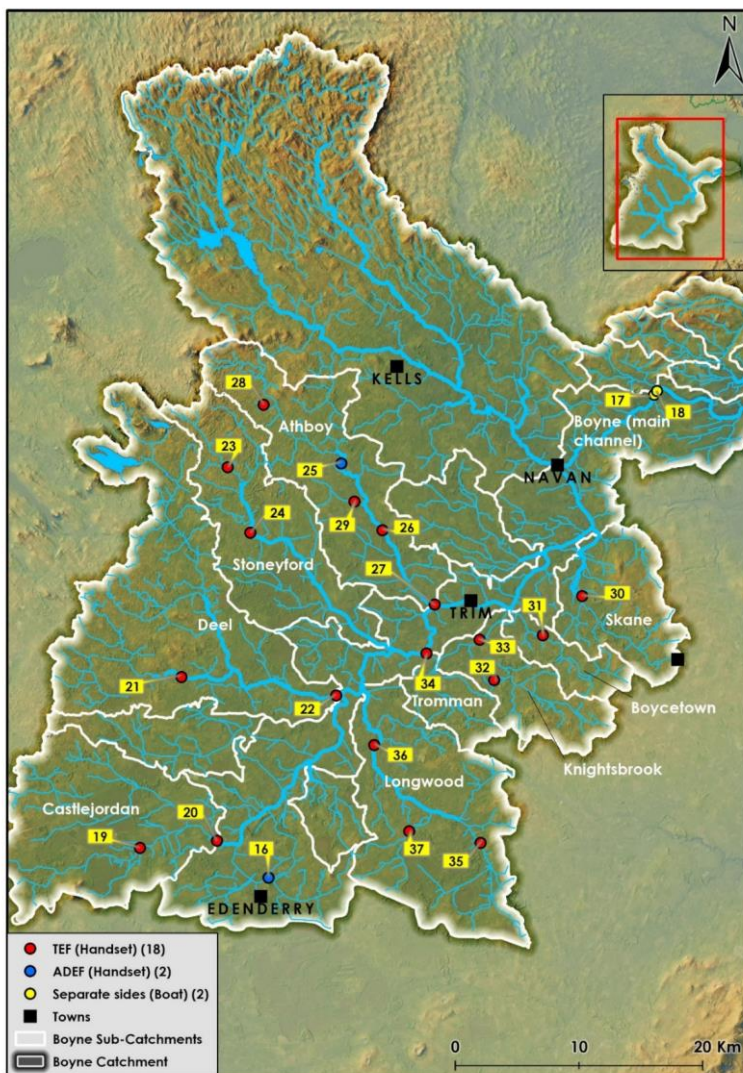 N
KELLS
28
Athboy
17
Boyne (main
channel)
18
23
25
NAVAN
29
26
24
Stoneyford
27
TRIM
30
31
Skane
Deel
33
21
32
34
Boycetown
22
Tromman
36
Knightsbrook
Longwood
Castlejordan
20
19
16
37
35
EDENDERRY
TEF (Handset) (18)
ADEF (Handset) (2)
Separate sides (Boat) (2)
Towns
Boyne Sub-Catchments
Boyne Catchment
0 10 20 Km